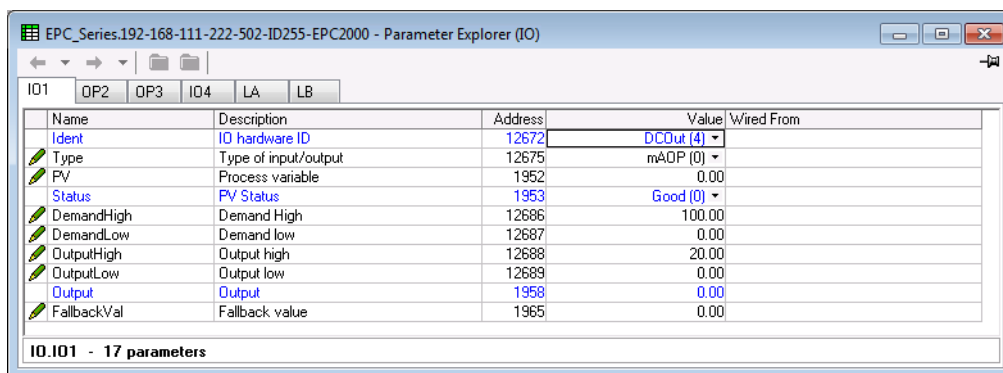 EPC_Series.192-168-111-222-502-ID255-EPC2000 - Parameter Explorer (IO)
IO1 OP2 OP3 IO4 LA LB
Name Description Address Value Wired From
Ident IO hardware ID 12672 DCOut (4)
Type Type of input/output 12675 mAOP (0)
PV Process variable 1952 0.00
Status PV Status 1953 Good (0)
DemandHigh Demand High 12686 100.00
DemandLow Demand low 12687 0.00
OutputHigh Output high 12688 20.00
OutputLow Output low 12689 0.00
Output Output 1958 0.00
FallbackVal Fallback value 1965 0.00
IO.IO1 - 17 parameters